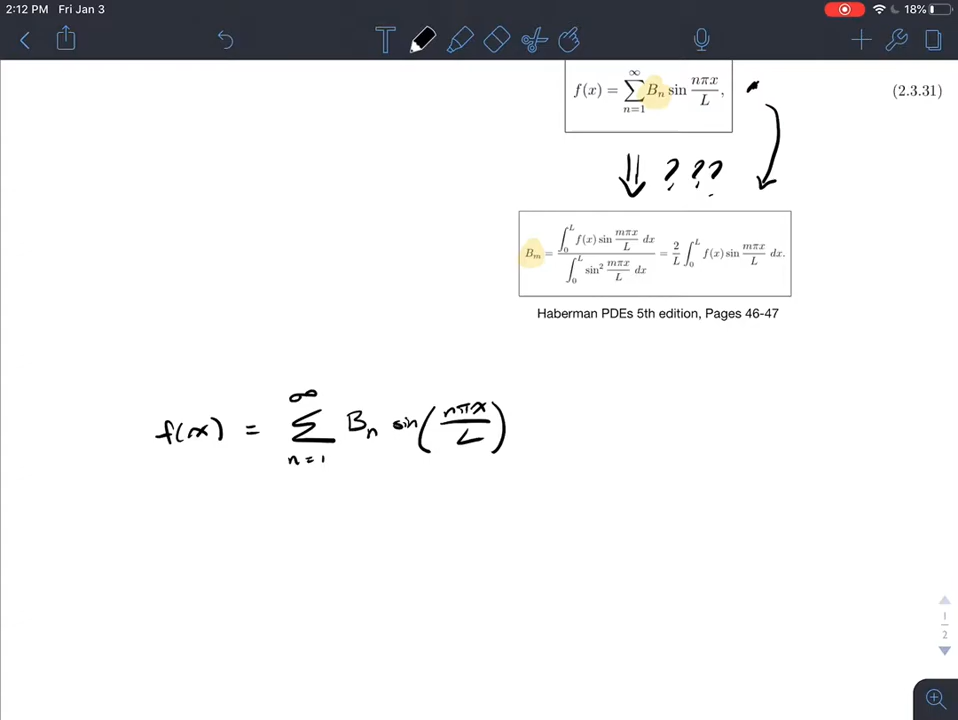 2:12 PM Fri Jan 3 18%
T
f(x) = ∑_{n=1}^{∞} B_n sin nπx/L, (2.3.31)
⇓ ???
B_m = ∫_0^L f(x) sin mπx/L dx / ∫_0^L sin² mπx/L dx = 2/L ∫_0^L f(x) sin mπx/L dx.
Haberman PDEs 5th edition, Pages 46-47
f(x) = ∑_{n=1}^{∞} B_n sin(nπx/L)
1/2